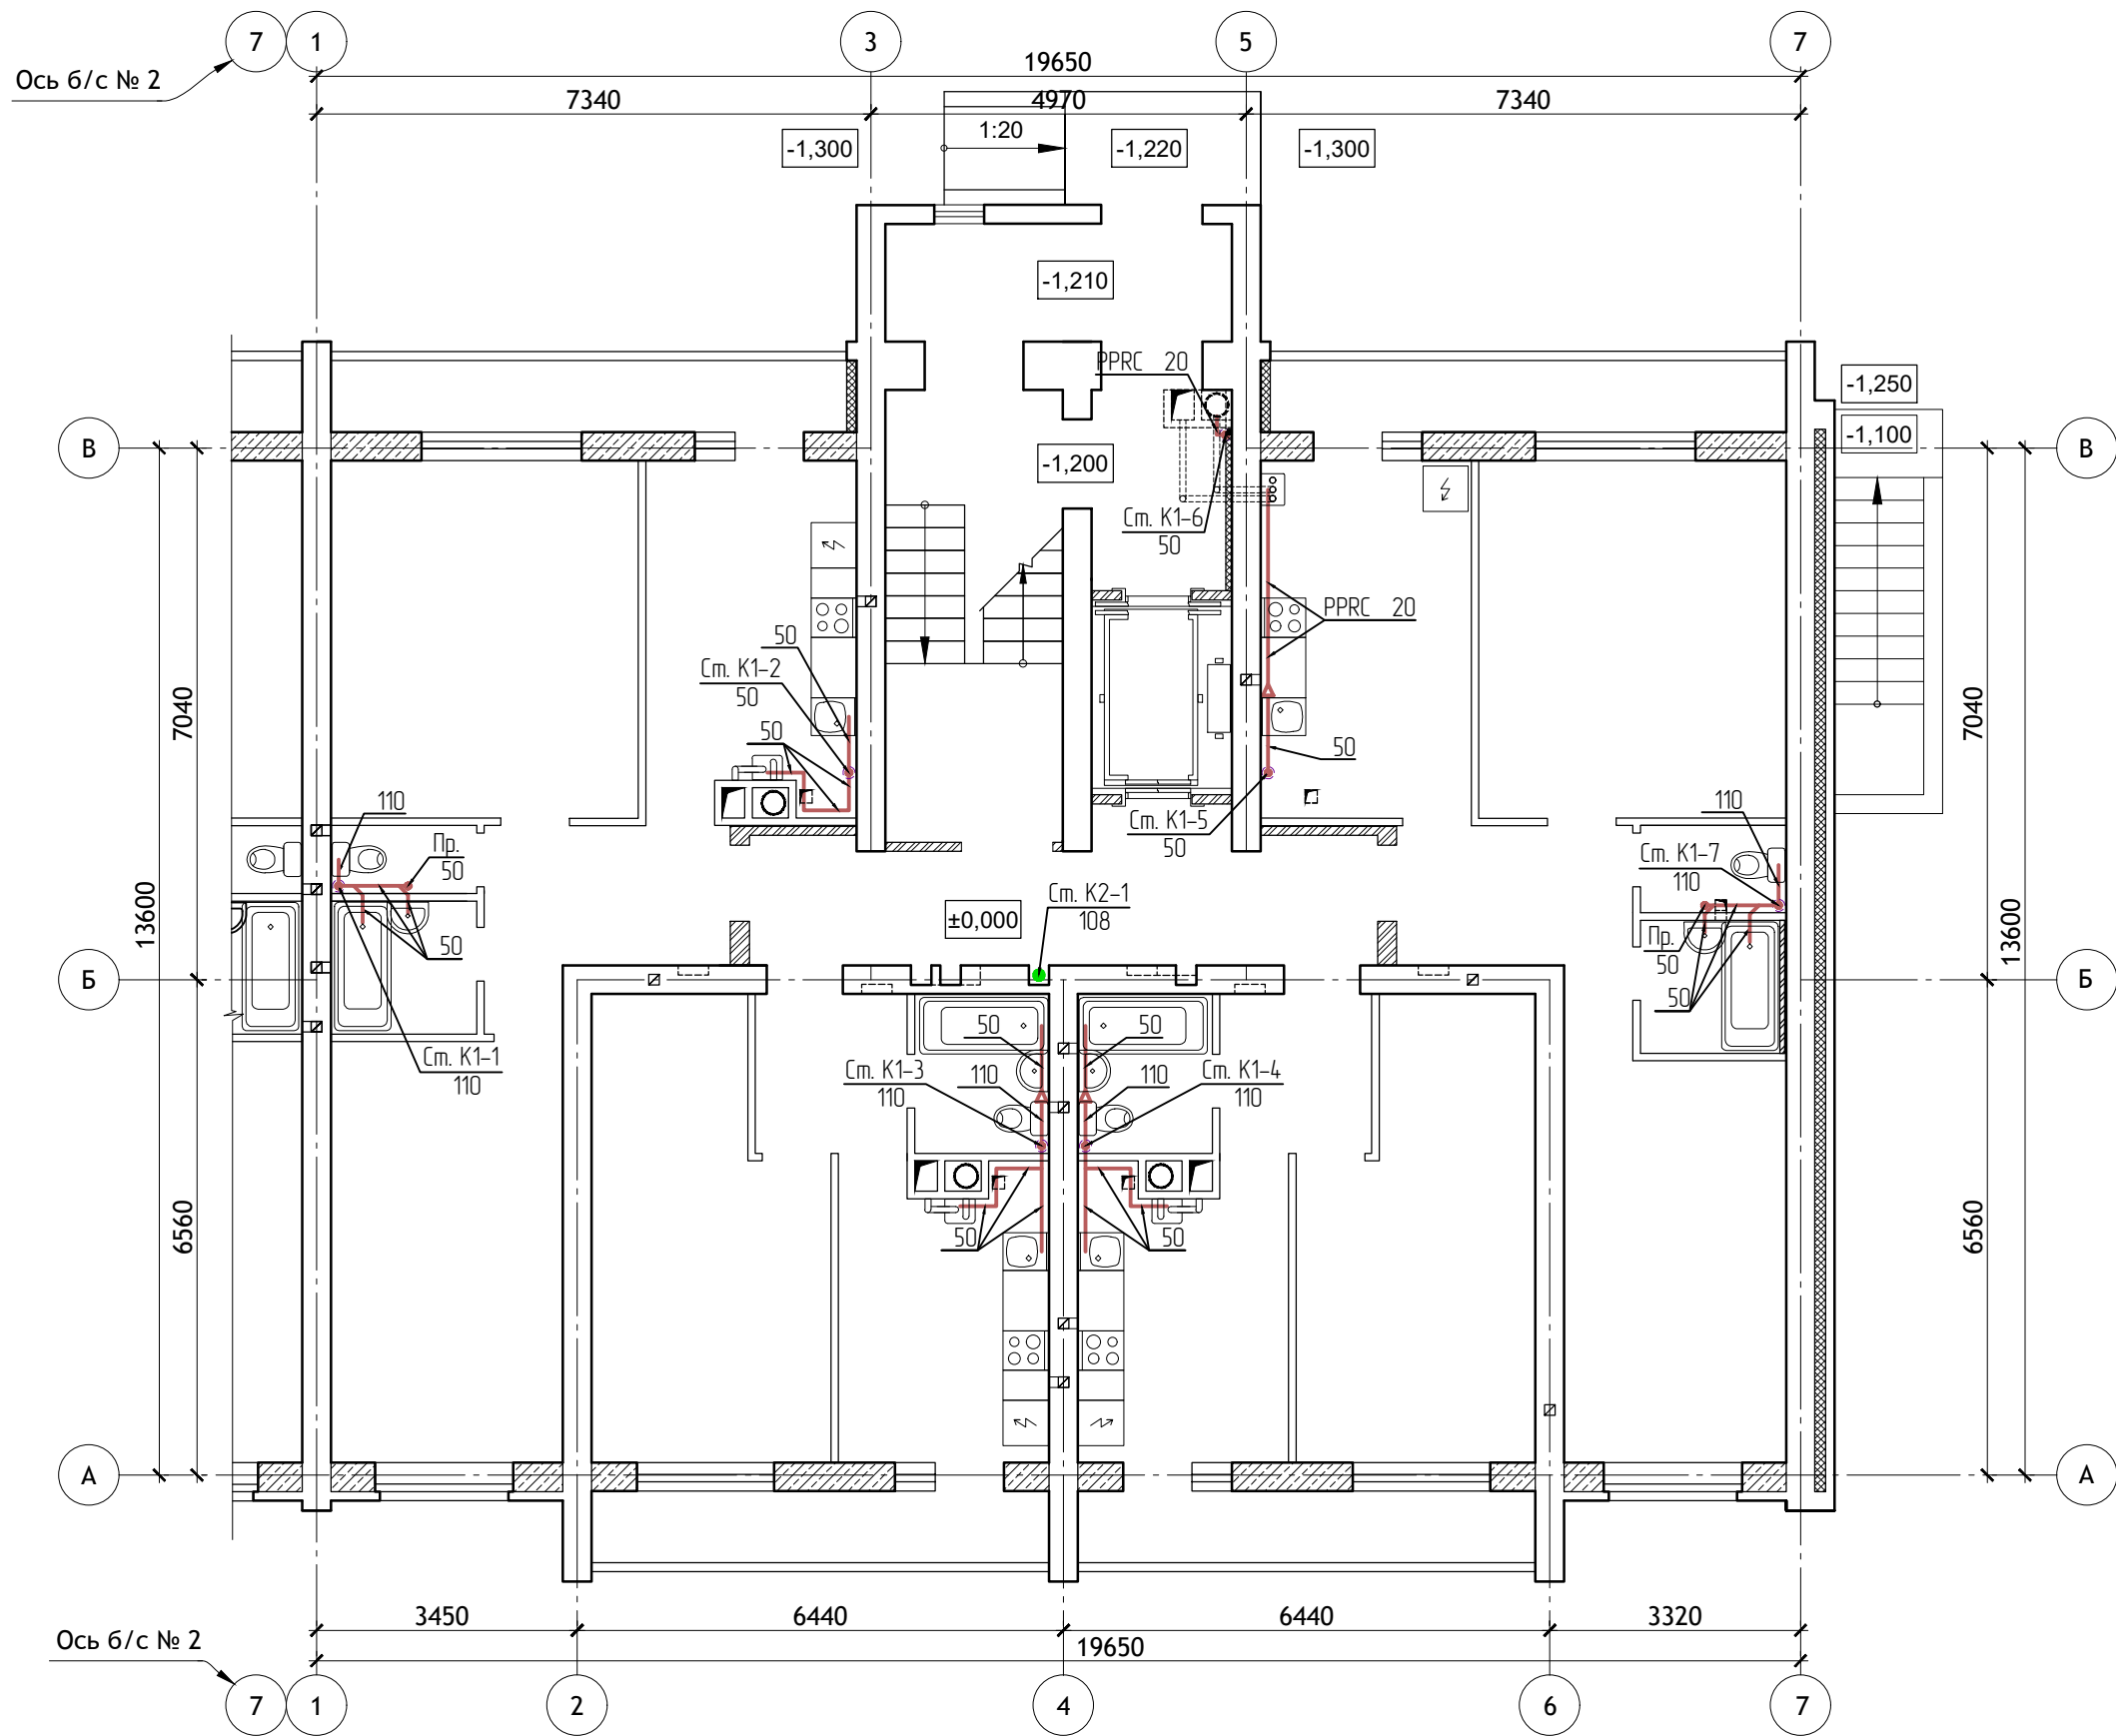 7
1
3
5
7
Ось б/с № 2
19650
7340
4970
7340
1:20
-1,300
-1,220
-1,300
-1,210
PPRC 20
-1,250
-1,100
В
В
-1,200
Ст. К1-6
50
PPRC 20
50
Ст. К1-2
50
50
50
7040
7040
110
Ст. К1-5
50
110
Пр.
50
Ст. К1-7
110
13600
13600
Ст. К2-1
108
±0,000
50
Пр.
50
50
Б
Б
50
50
Ст. К1-1
110
Ст. К1-3
110
110
110
Ст. К1-4
110
6560
6560
50
50
А
А
3450
6440
6440
3320
19650
Ось б/с № 2
7
1
2
4
6
7